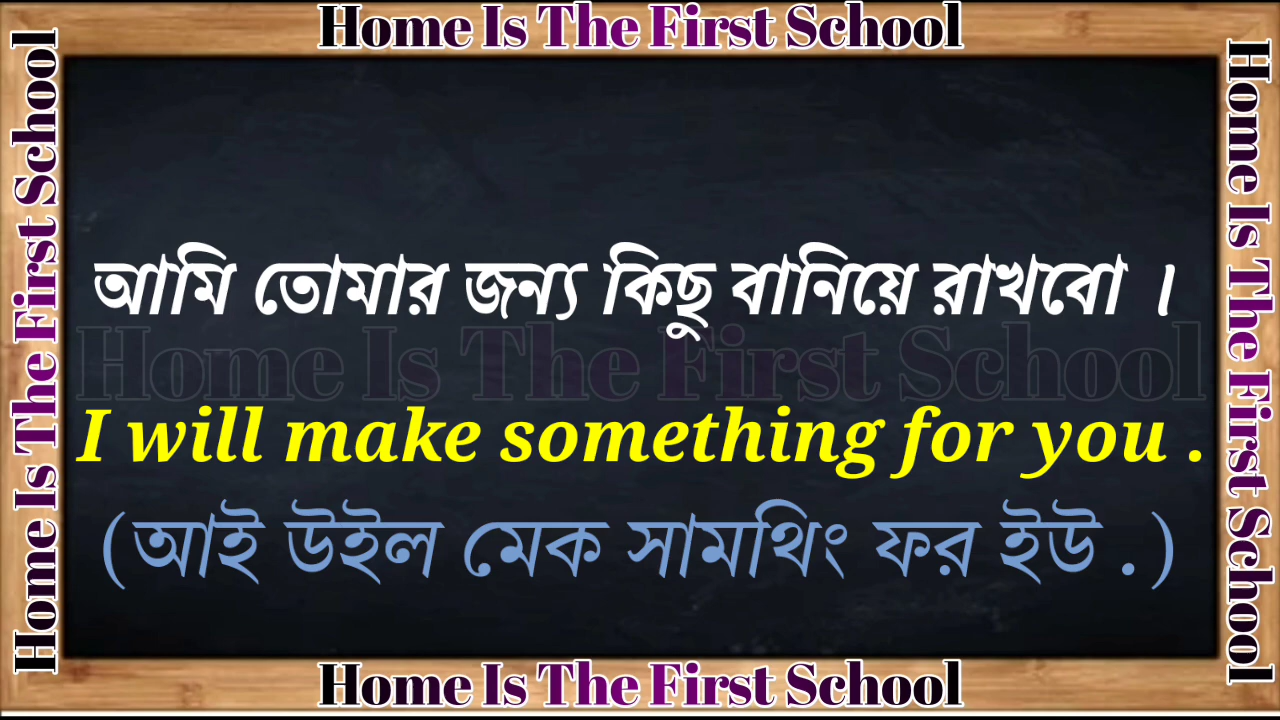 Home Is The First School
Home Is The First School
Home Is The First School
আমি তোমার জন্য কিছু বানিয়ে রাখবো ।
Home Is The First School
I will make something for you .
(আই উইল মেক সামথিং ফর ইউ . )
Home Is The First School